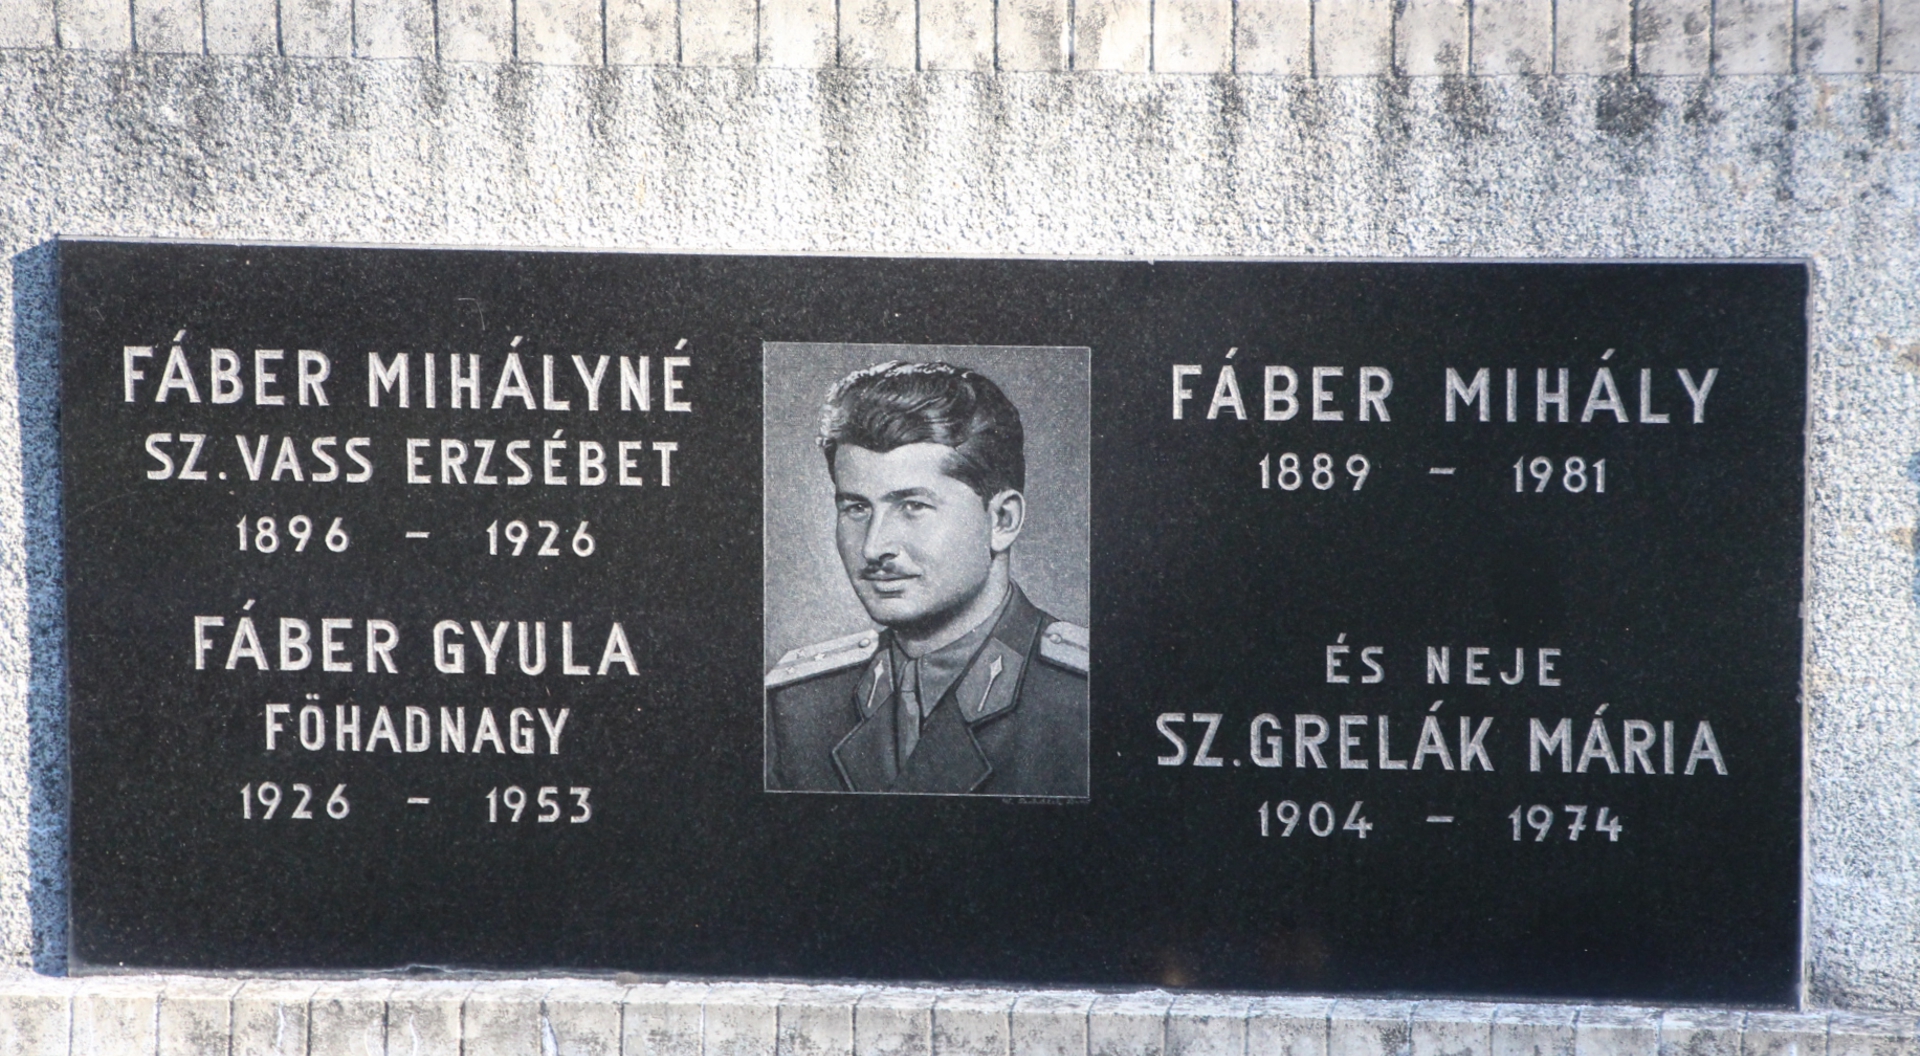 FÁBER MIHÁLYNÉ
SZ. VASS ERZSÉBET
1896 – 1926
FÁBER GYULA
FÖHADNAGY
1926 – 1953
FÁBER MIHÁLY
1889 – 1981
ÉS NEJE
SZ. GRELÁK MÁRIA
1904 – 1974